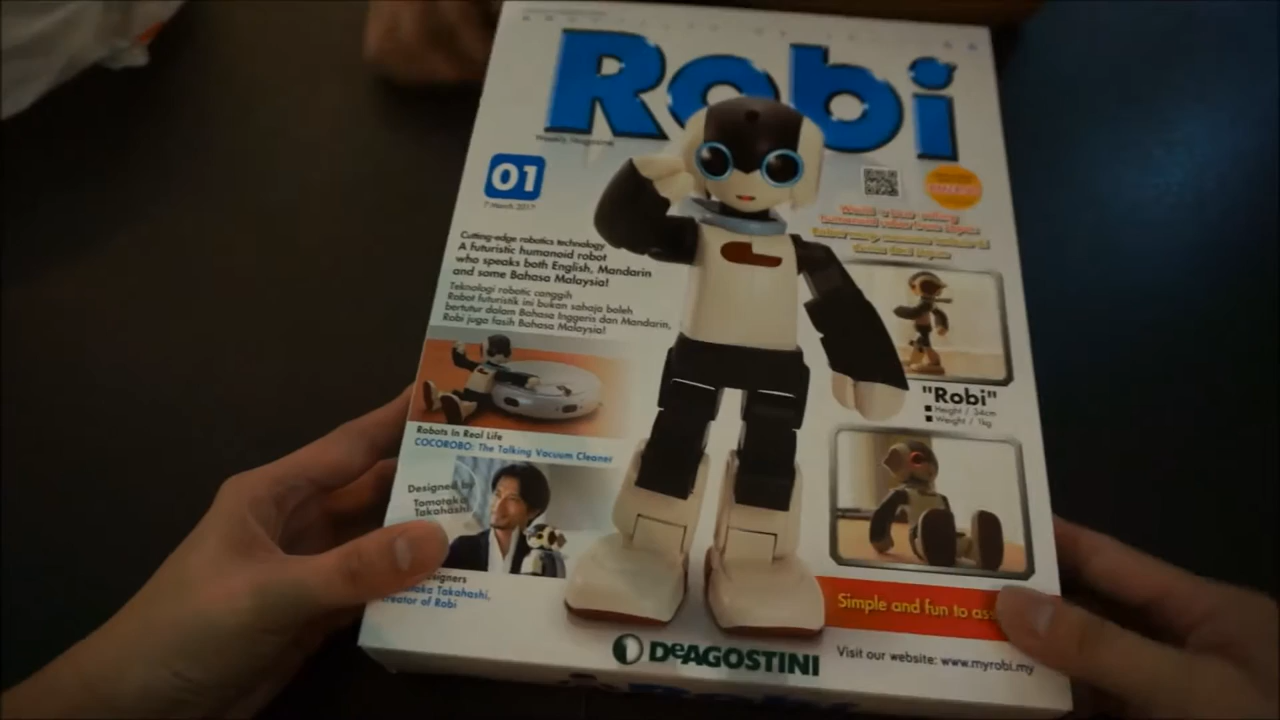 Robi
Weekly Magazine
01
7 March 2017
Cutting-edge robotics technology
A futuristic humanoid robot
who speaks both English, Mandarin
and some Bahasa Malaysia!
Teknologi robotic canggih
Robot futuristik ini bukan sahaja boleh
bertutur dalam Bahasa Inggeris dan Mandarin,
Robi juga fasih Bahasa Malaysia!
"Robi"
Height / 34cm
Weight / 1kg
Robots In Real Life
COCOROBO: The Talking Vacuum Cleaner
Designed by
Tomotaka
Takahashi
Takahashi,
creator of Robi
Simple and fun to
DeAGOSTINI
Visit our website: www.myrobi.my